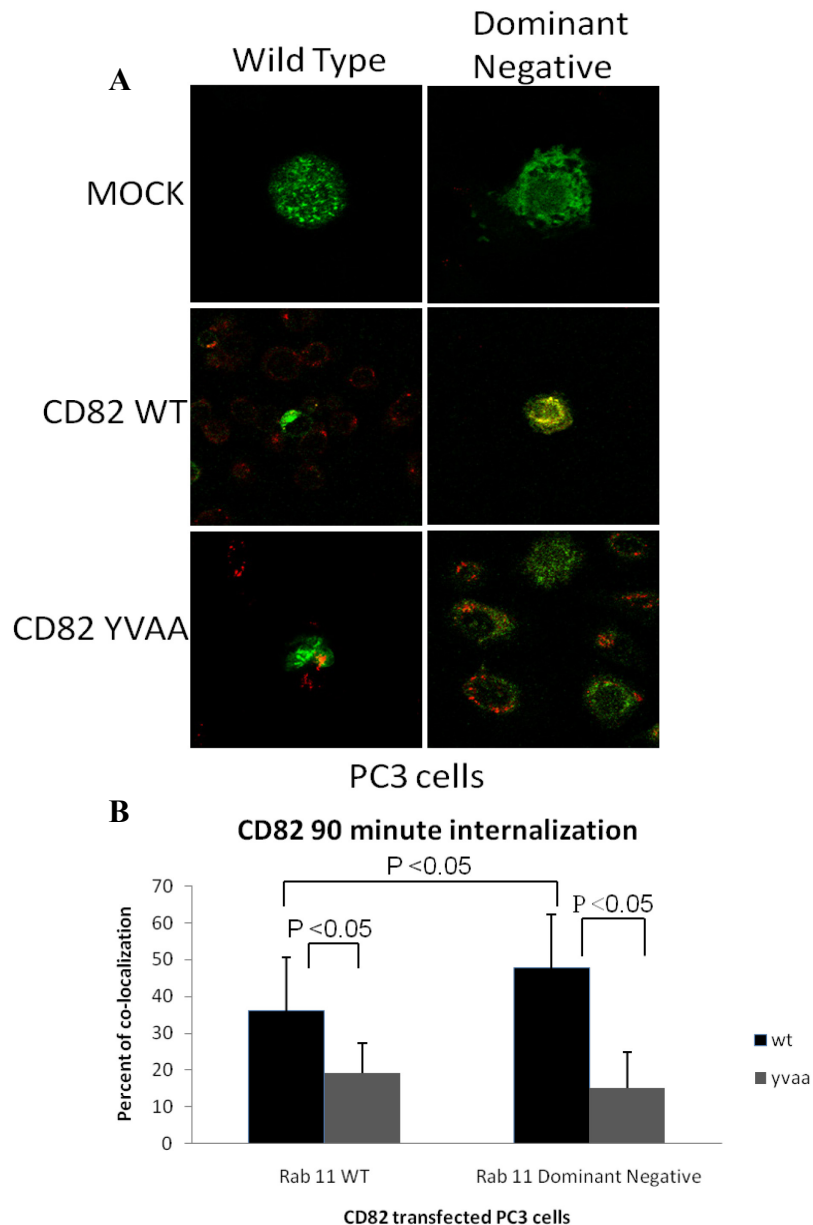 A
Wild Type
Dominant
Negative
MOCK
CD82 WT
CD82 YVAA
PC3 cells
B
CD82 90 minute internalization
P <0.05
P <0.05
P <0.05
Percent of co-localization
70
60
50
40
30
20
10
0
wt
yvaa
Rab 11 WT
Rab 11 Dominant Negative
CD82 transfected PC3 cells